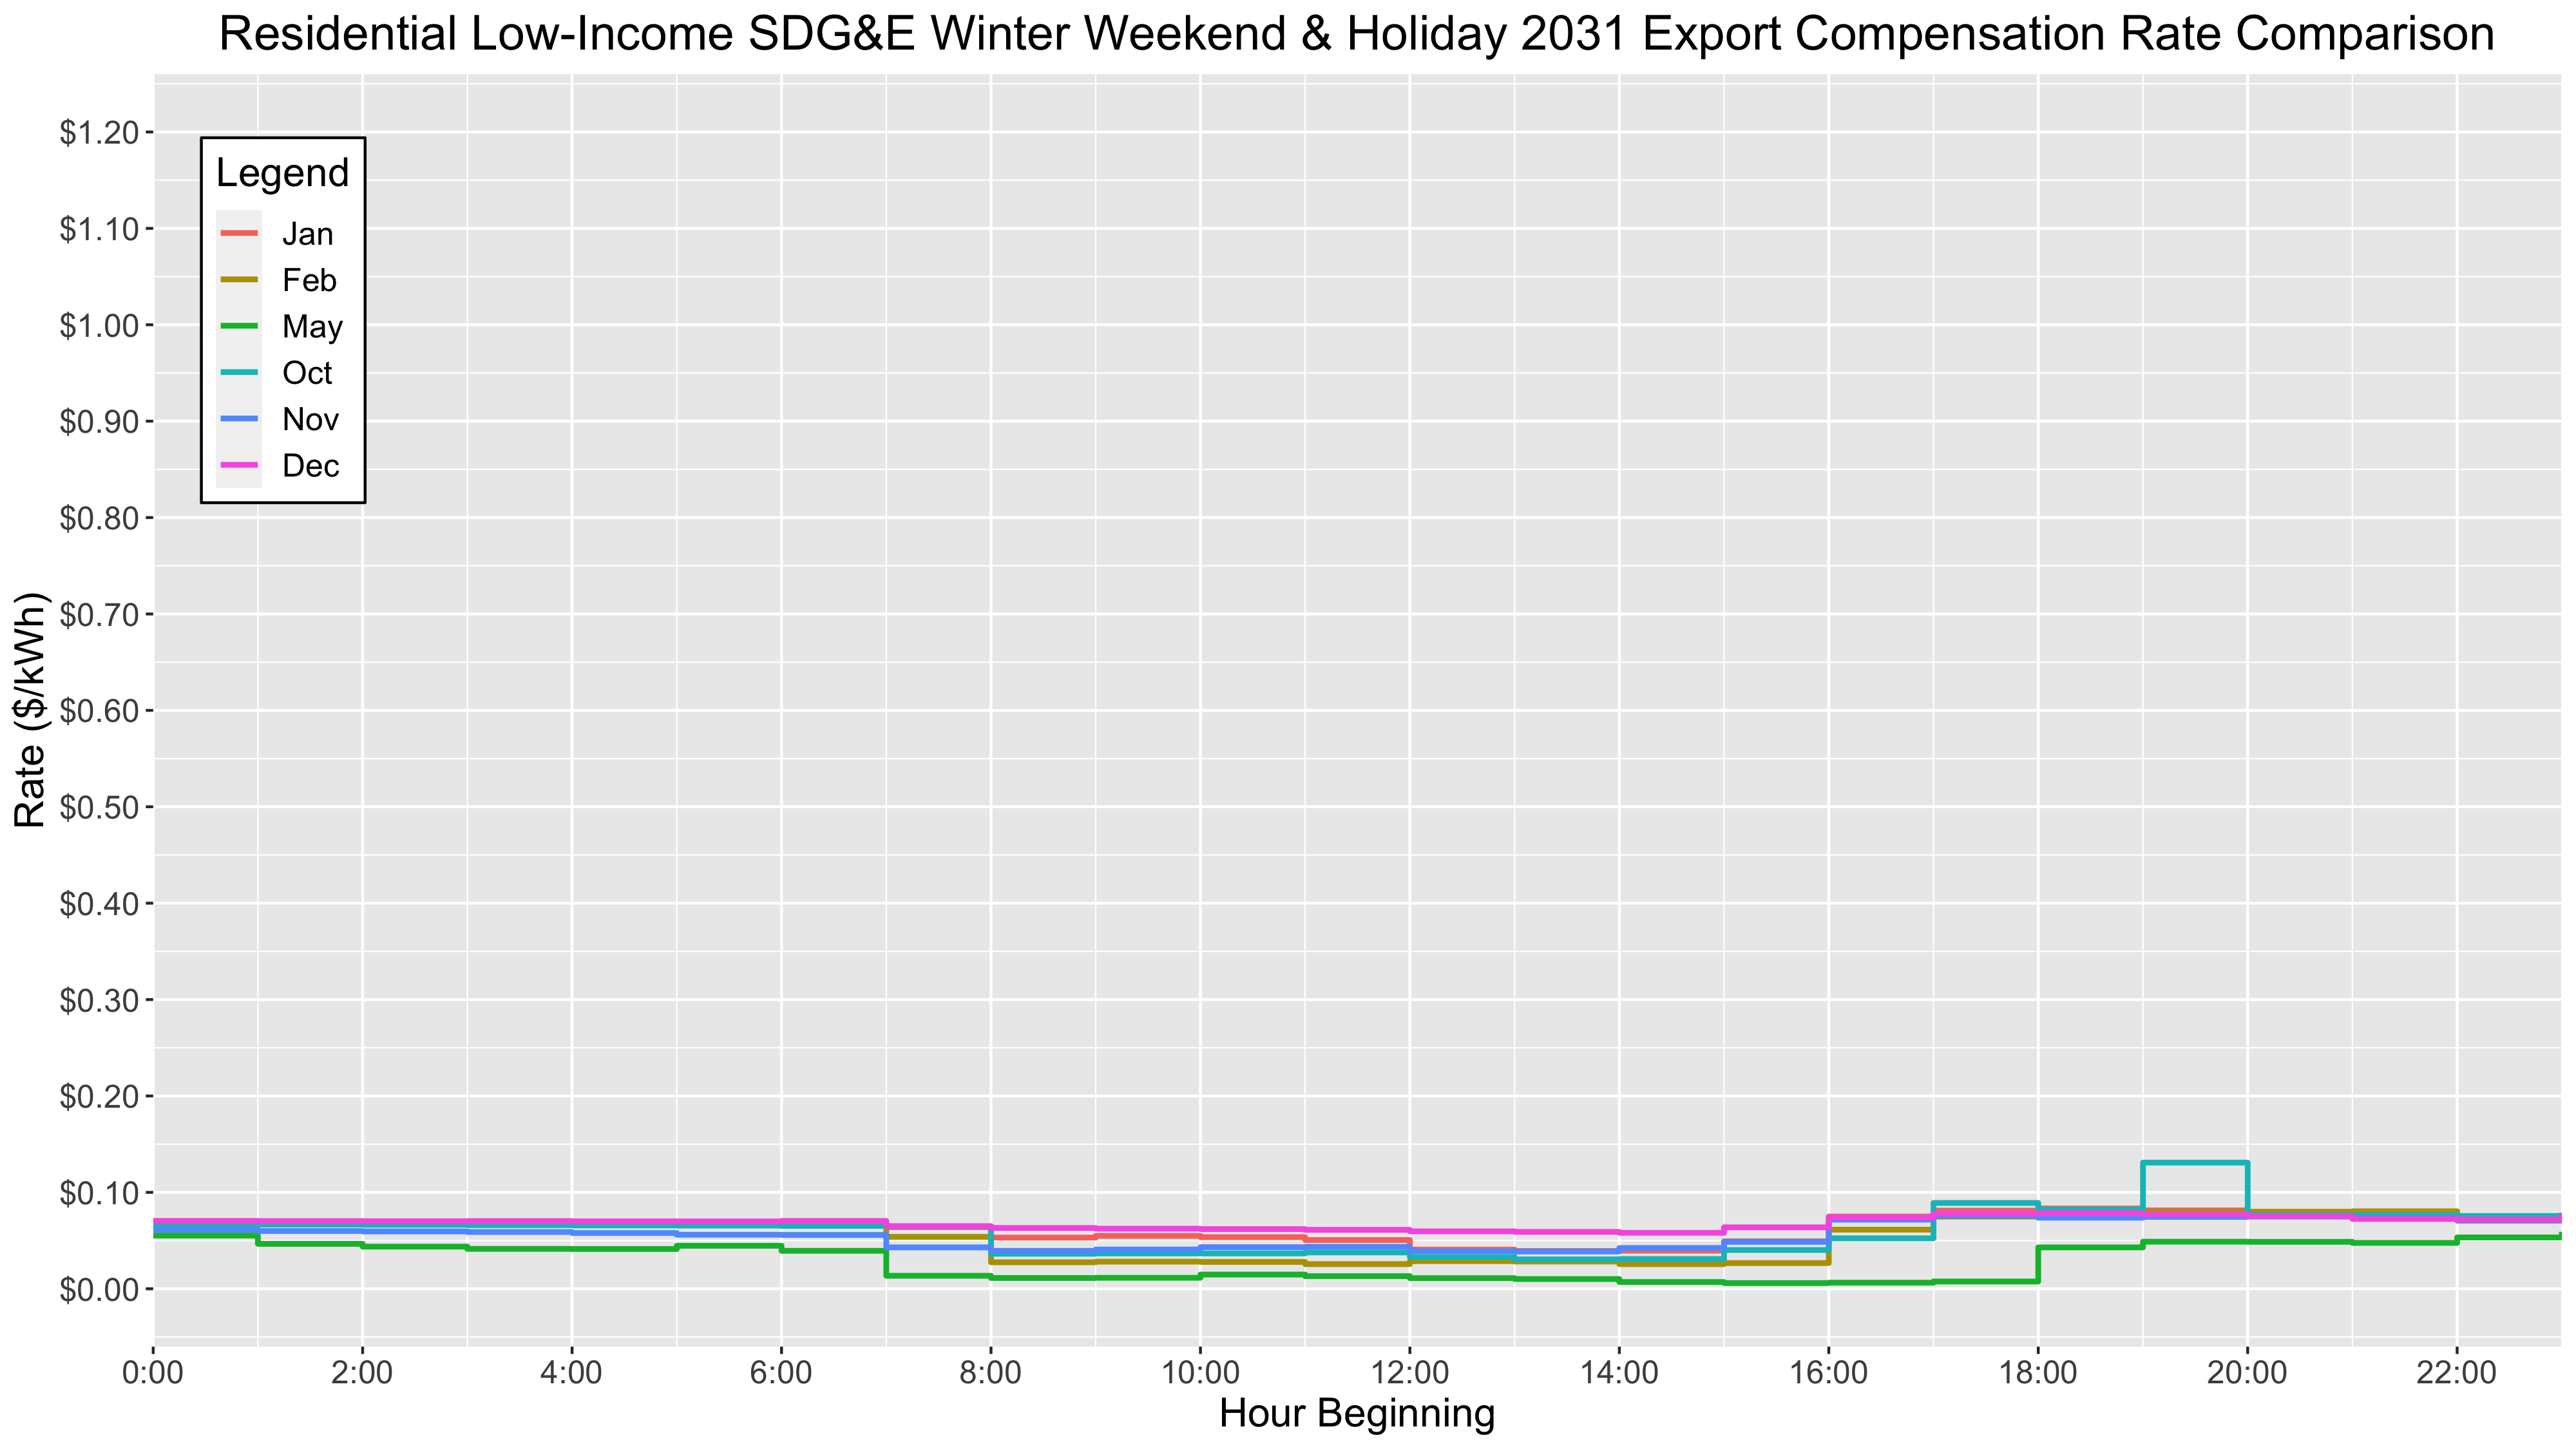 Residential Low-Income SDG&E Winter Weekend & Holiday 2031 Export Compensation Rate Comparison
$1.20
$1.10
$1.00
$0.90
$0.80
$0.70
$0.60
$0.50
$0.40
$0.30
$0.20
$0.10
$0.00
Rate ($/kWh)
Legend
Jan
Feb
May
Oct
Nov
Dec
0:00 2:00 4:00 6:00 8:00 10:00 12:00 14:00 16:00 18:00 20:00 22:00
Hour Beginning